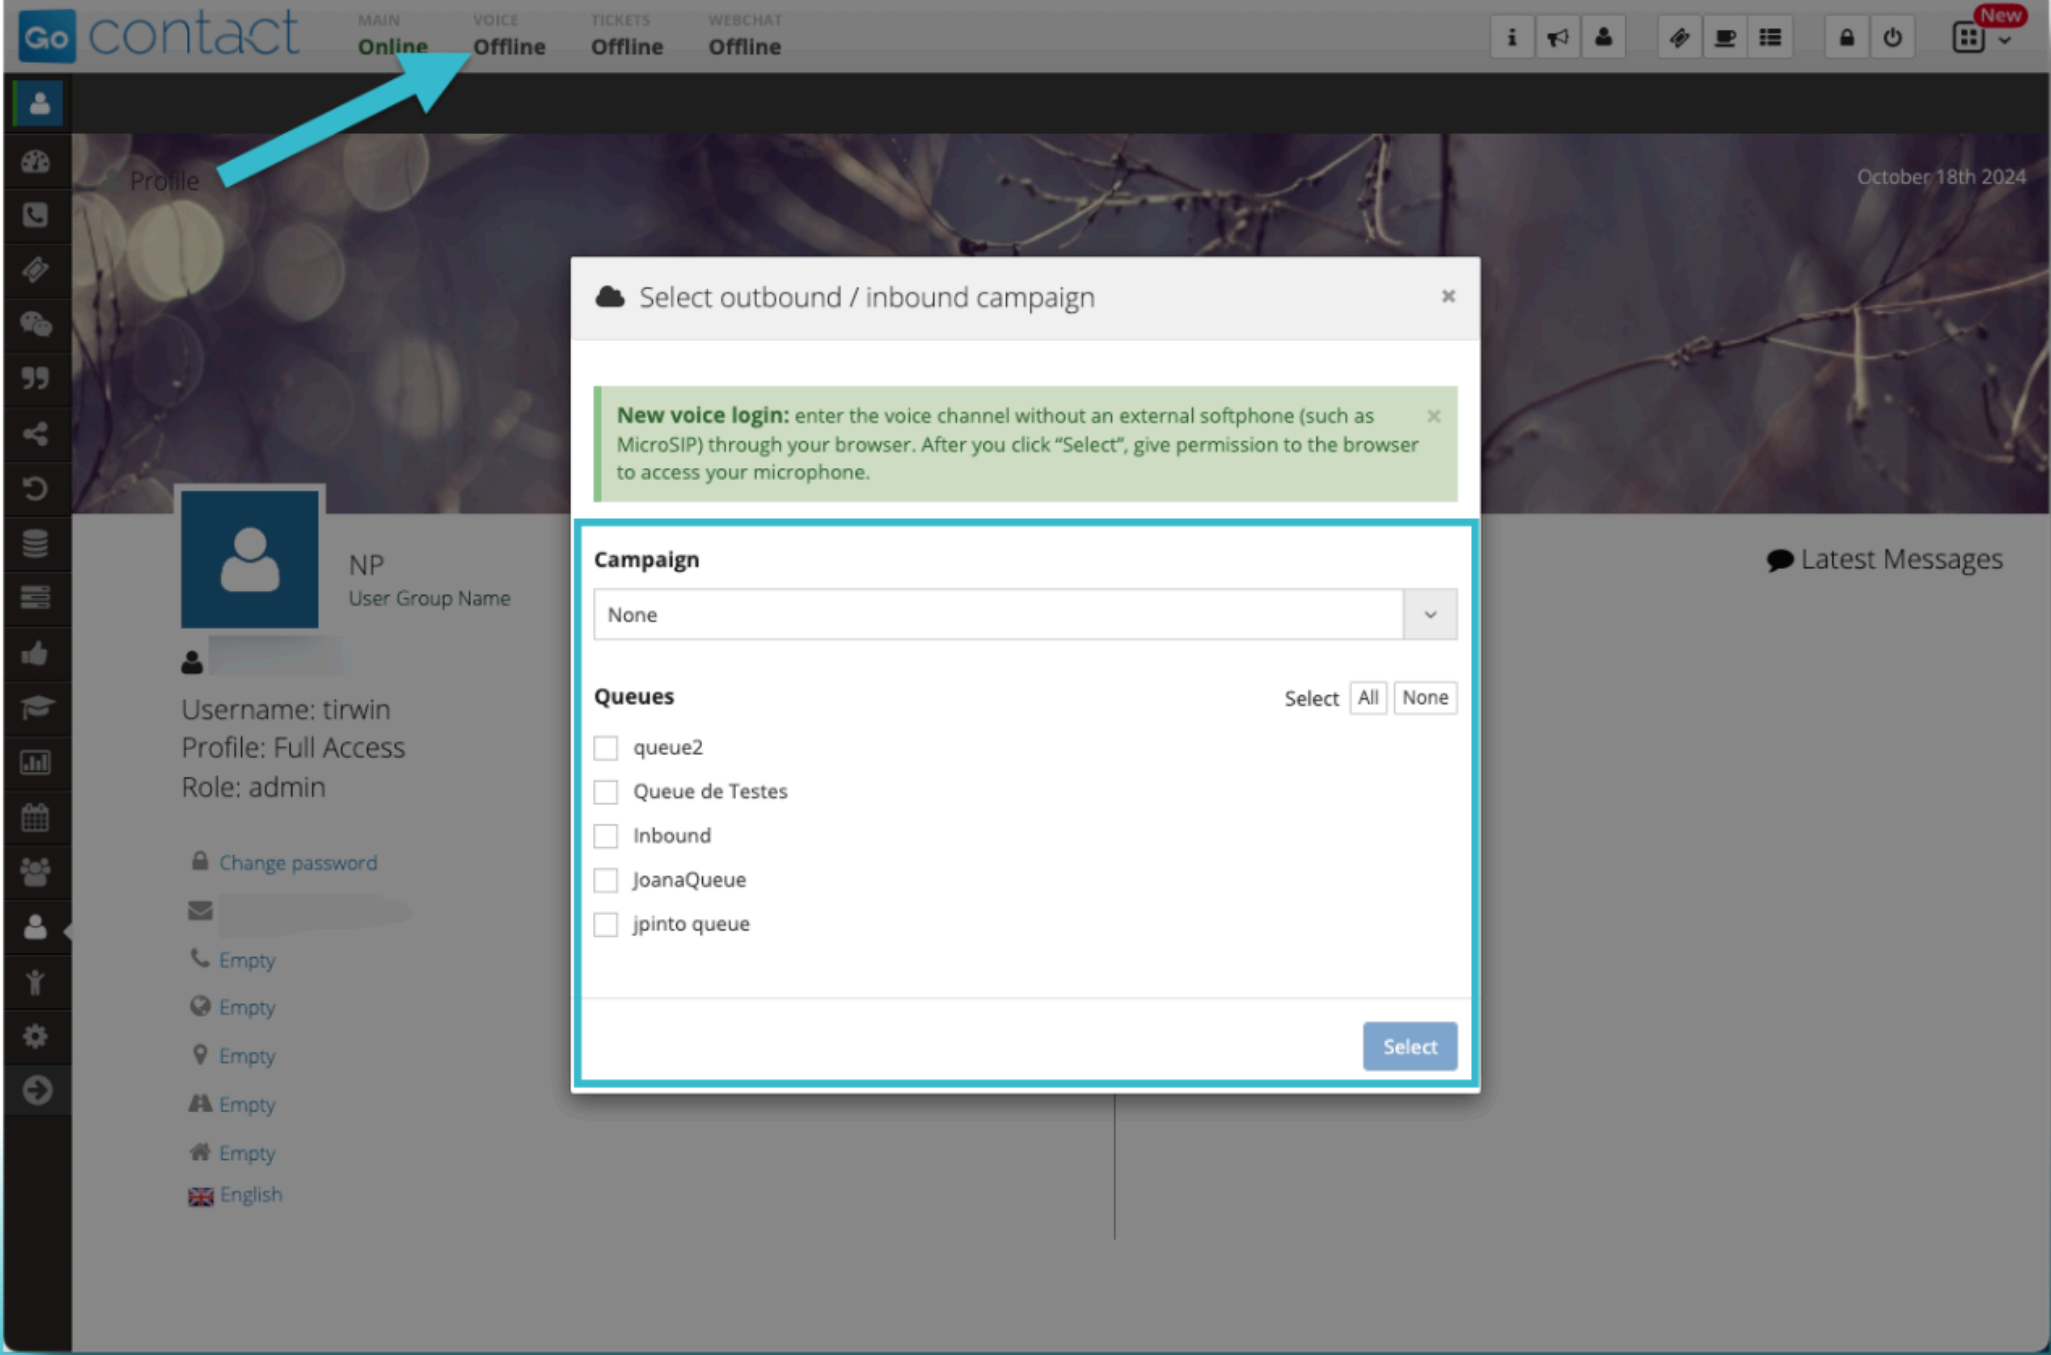 Go contact
MAIN VOICE TICKETS WEBCHAT
Online Offline Offline Offline
New
Profile
October 18th 2024
Select outbound / inbound campaign
New voice login: enter the voice channel without an external softphone (such as
MicroSIP) through your browser. After you click “Select”, give permission to the browser
to access your microphone.
Campaign
None
Queues
Select All None
queue2
Queue de Testes
Inbound
JoanaQueue
jpinto queue
Select
NP
User Group Name
Username: tirwin
Profile: Full Access
Role: admin
Change password
Empty
Empty
Empty
Empty
Empty
English
Latest Messages